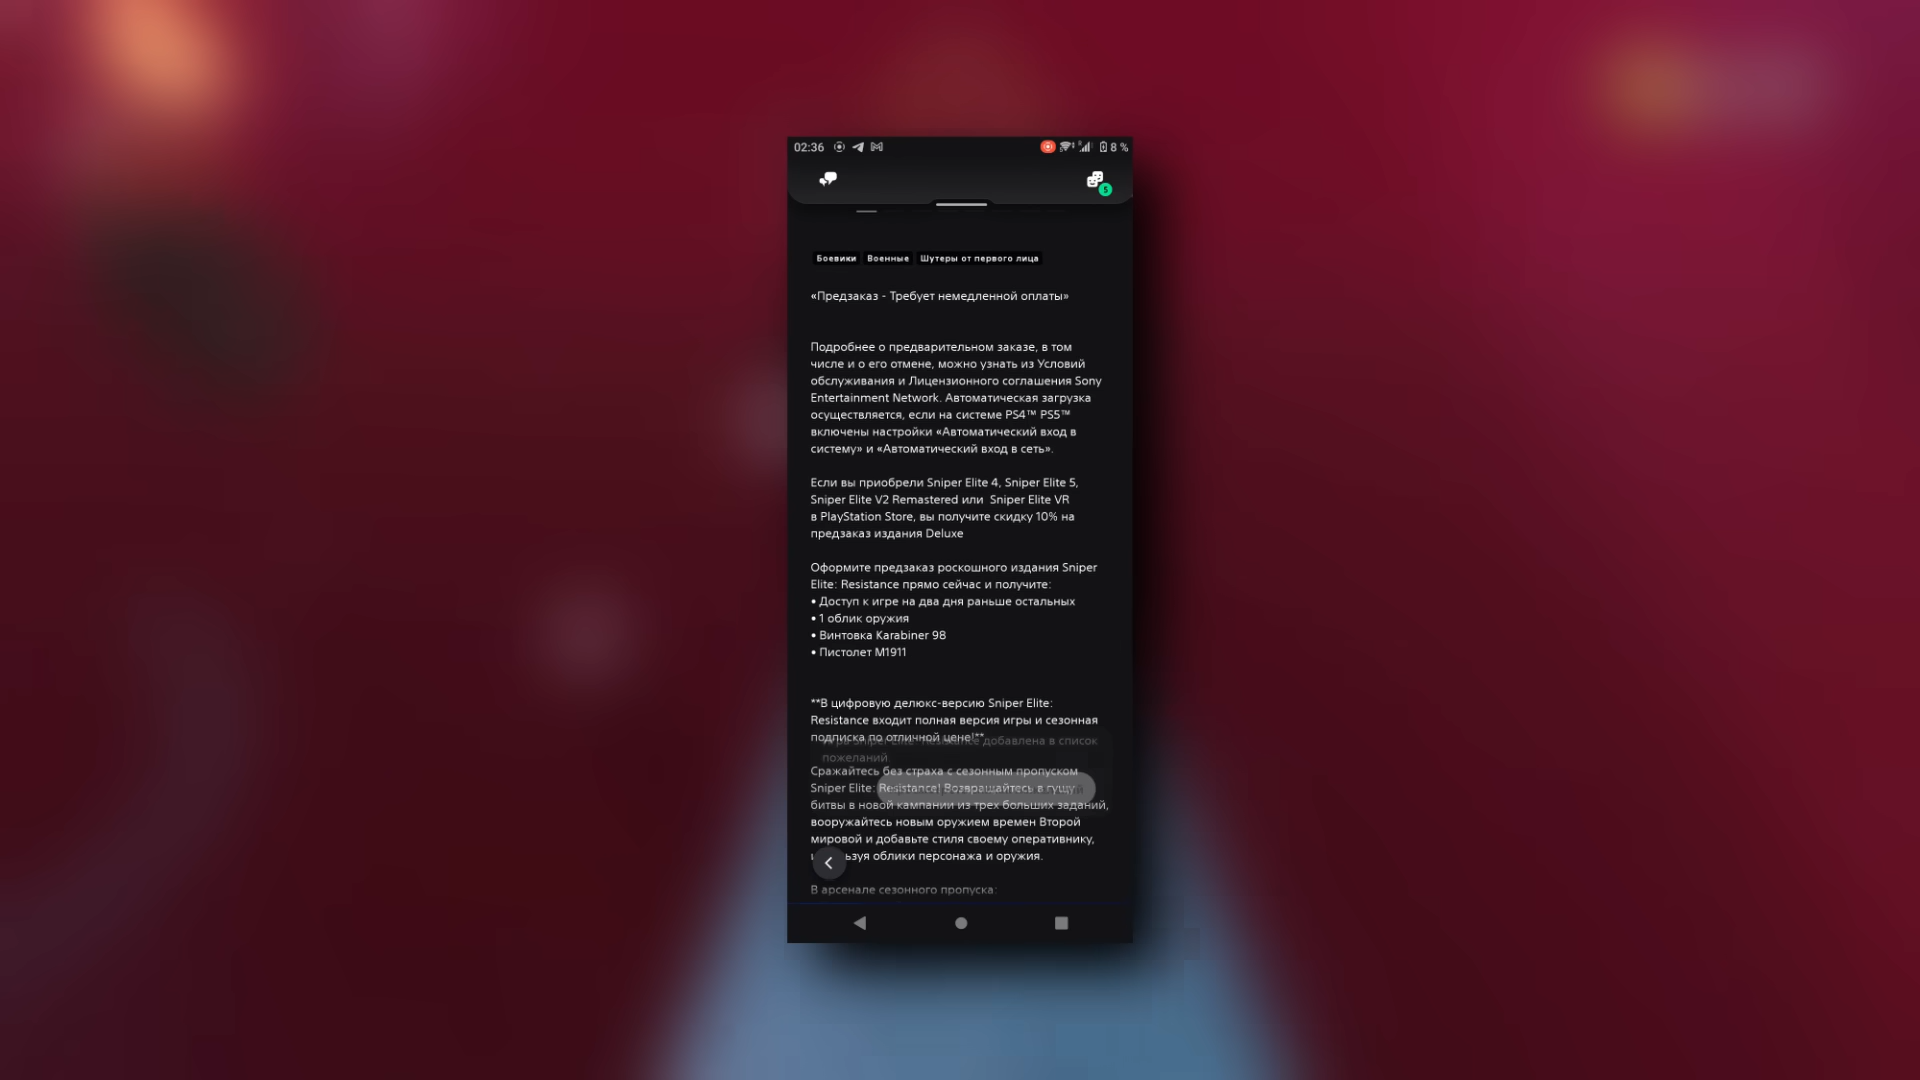 02:36
8 %
5
Боевики Военные Шутеры от первого лица
«Предзаказ - Требует немедленной оплаты»
Подробнее о предварительном заказе, в том
числе и о его отмене, можно узнать из Условий
обслуживания и Лицензионного соглашения Sony
Entertainment Network. Автоматическая загрузка
осуществляется, если на системе PS4™ PS5™
включены настройки «Автоматический вход в
систему» и «Автоматический вход в сеть».
Если вы приобрели Sniper Elite 4, Sniper Elite 5,
Sniper Elite V2 Remastered или Sniper Elite VR
в PlayStation Store, вы получите скидку 10% на
предзаказ издания Deluxe
Оформите предзаказ роскошного издания Sniper
Elite: Resistance прямо сейчас и получите:
• Доступ к игре на два дня раньше остальных
• 1 облик оружия
• Винтовка Karabiner 98
• Пистолет M1911
**В цифровую делюкс-версию Sniper Elite:
Resistance входит полная версия игры и сезонная
подписка по отличной цене!**
Sniper Elite Resistance добавлена в список
пожеланий
Сражайтесь без страха с сезонным пропуском
Sniper Elite: Resistance! Возвращайтесь в гущу
битвы в новой кампании из трех больших заданий,
вооружайтесь новым оружием времен Второй
мировой и добавьте стиля своему оперативнику,
облики персонажа и оружия.
В арсенале сезонного пропуска: